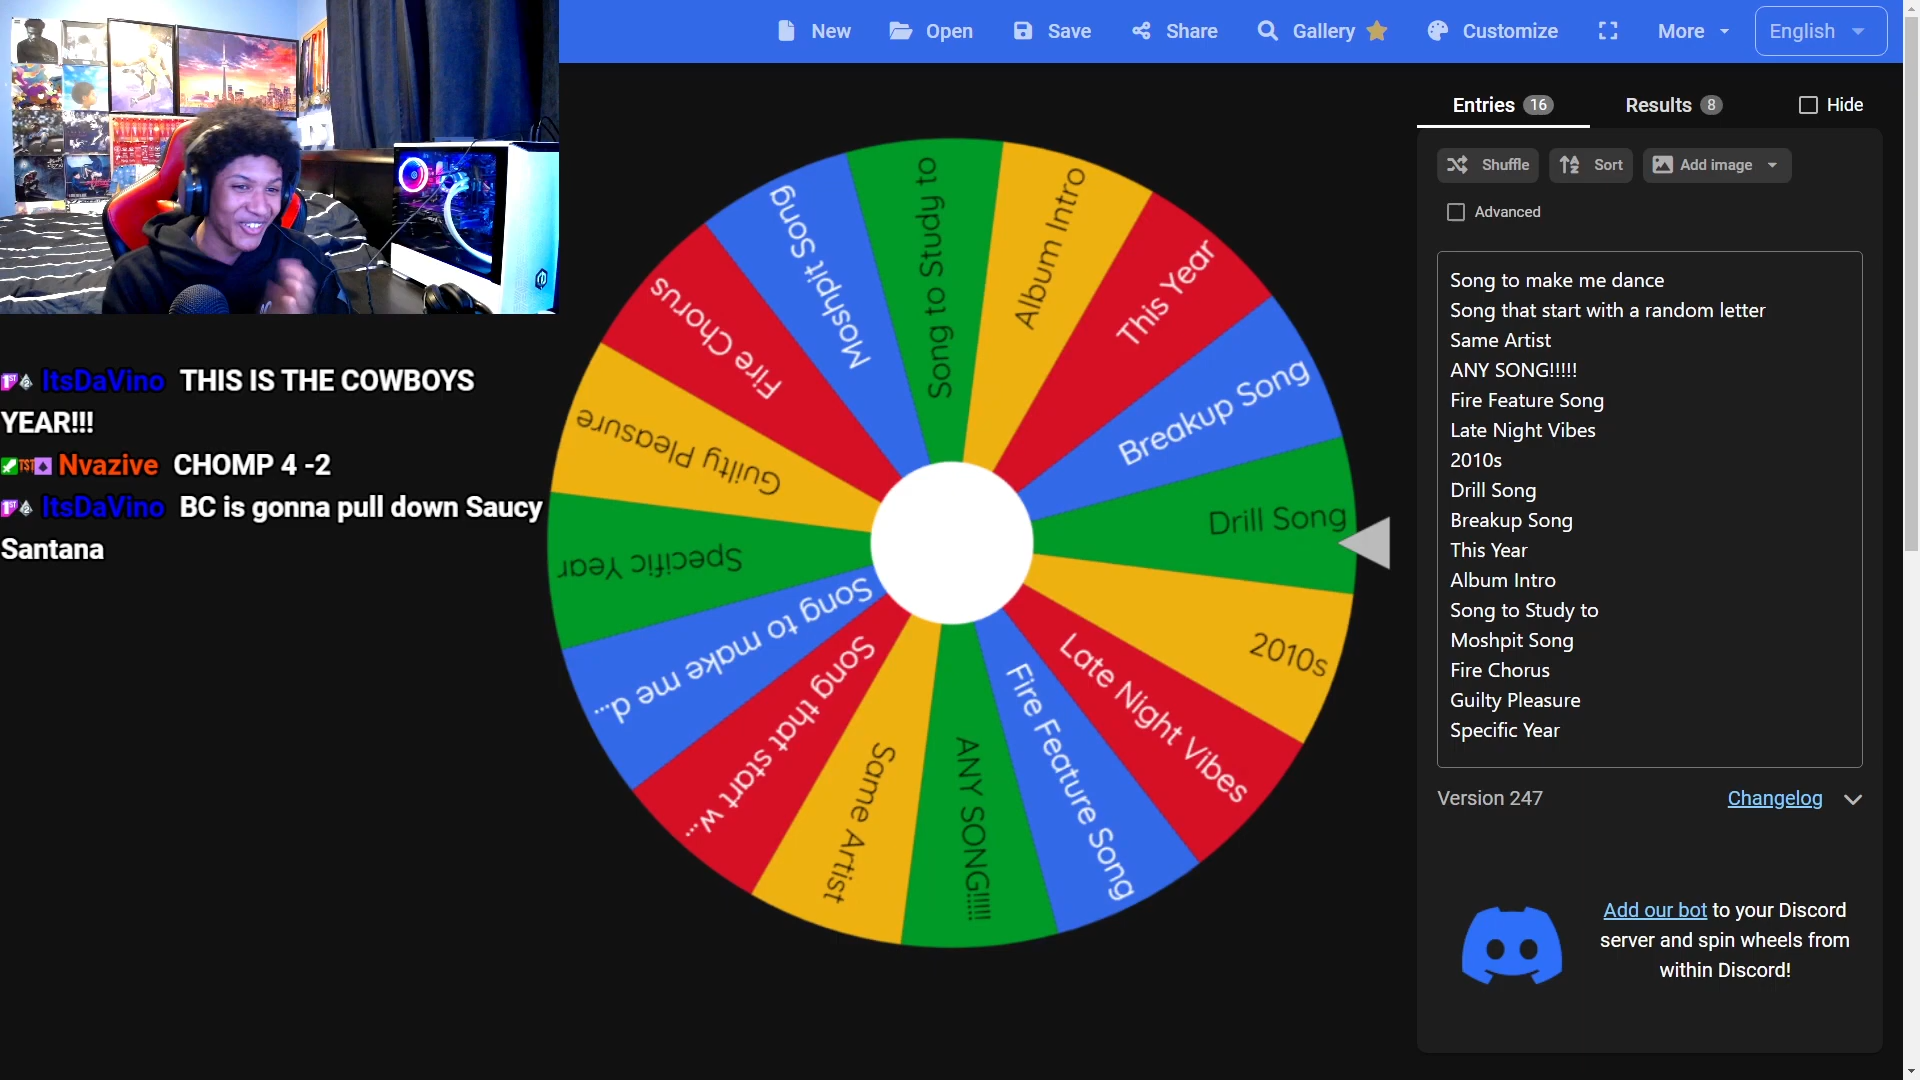 New
Open
Save
Share
Gallery
Customize
More
English
Entries 16
Results 8
Hide
Shuffle
Sort
Add image
Advanced
Song to make me dance
Song that start with a random letter
Same Artist
ANY SONG!!!!!
Fire Feature Song
Late Night Vibes
2010s
Drill Song
Breakup Song
This Year
Album Intro
Song to Study to
Moshpit Song
Fire Chorus
Guilty Pleasure
Specific Year
Version 247
Changelog
Add our bot to your Discord
server and spin wheels from
within Discord!
ItsDaVino THIS IS THE COWBOYS
YEAR!!!
Nvazive CHOMP 4 -2
ItsDaVino BC is gonna pull down Saucy
Santana
Song to Study to
Album Intro
This Year
Breakup Song
Drill Song
2010s
Late Night Vibes
Fire Feature Song
ANY SONG!!!!!
Same Artist
Song that start w...
Song to make me d...
Specific Year
Guilty Pleasure
Fire Chorus
Moshpit Song